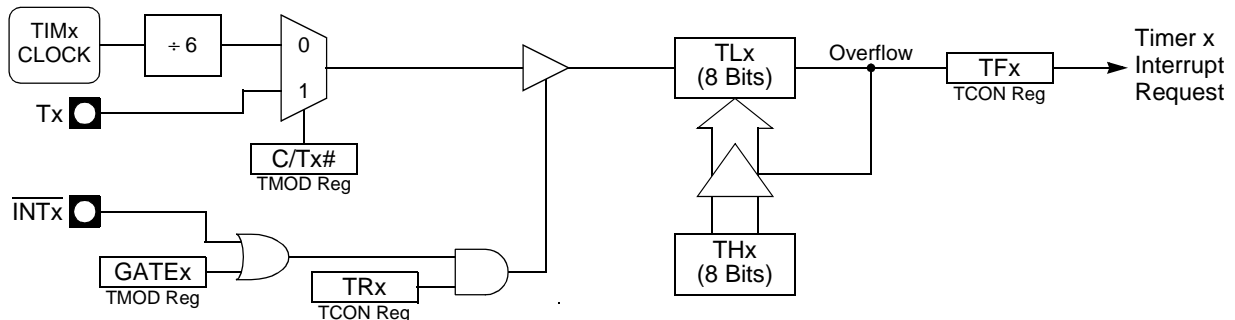 TIMx
CLOCK
÷ 6
0
1
Tx
C/Tx#
TMOD Reg
INTx
GATEx
TMOD Reg
TRx
TCON Reg
TLx
(8 Bits)
Overflow
TFx
TCON Reg
Timer x
Interrupt
Request
THx
(8 Bits)